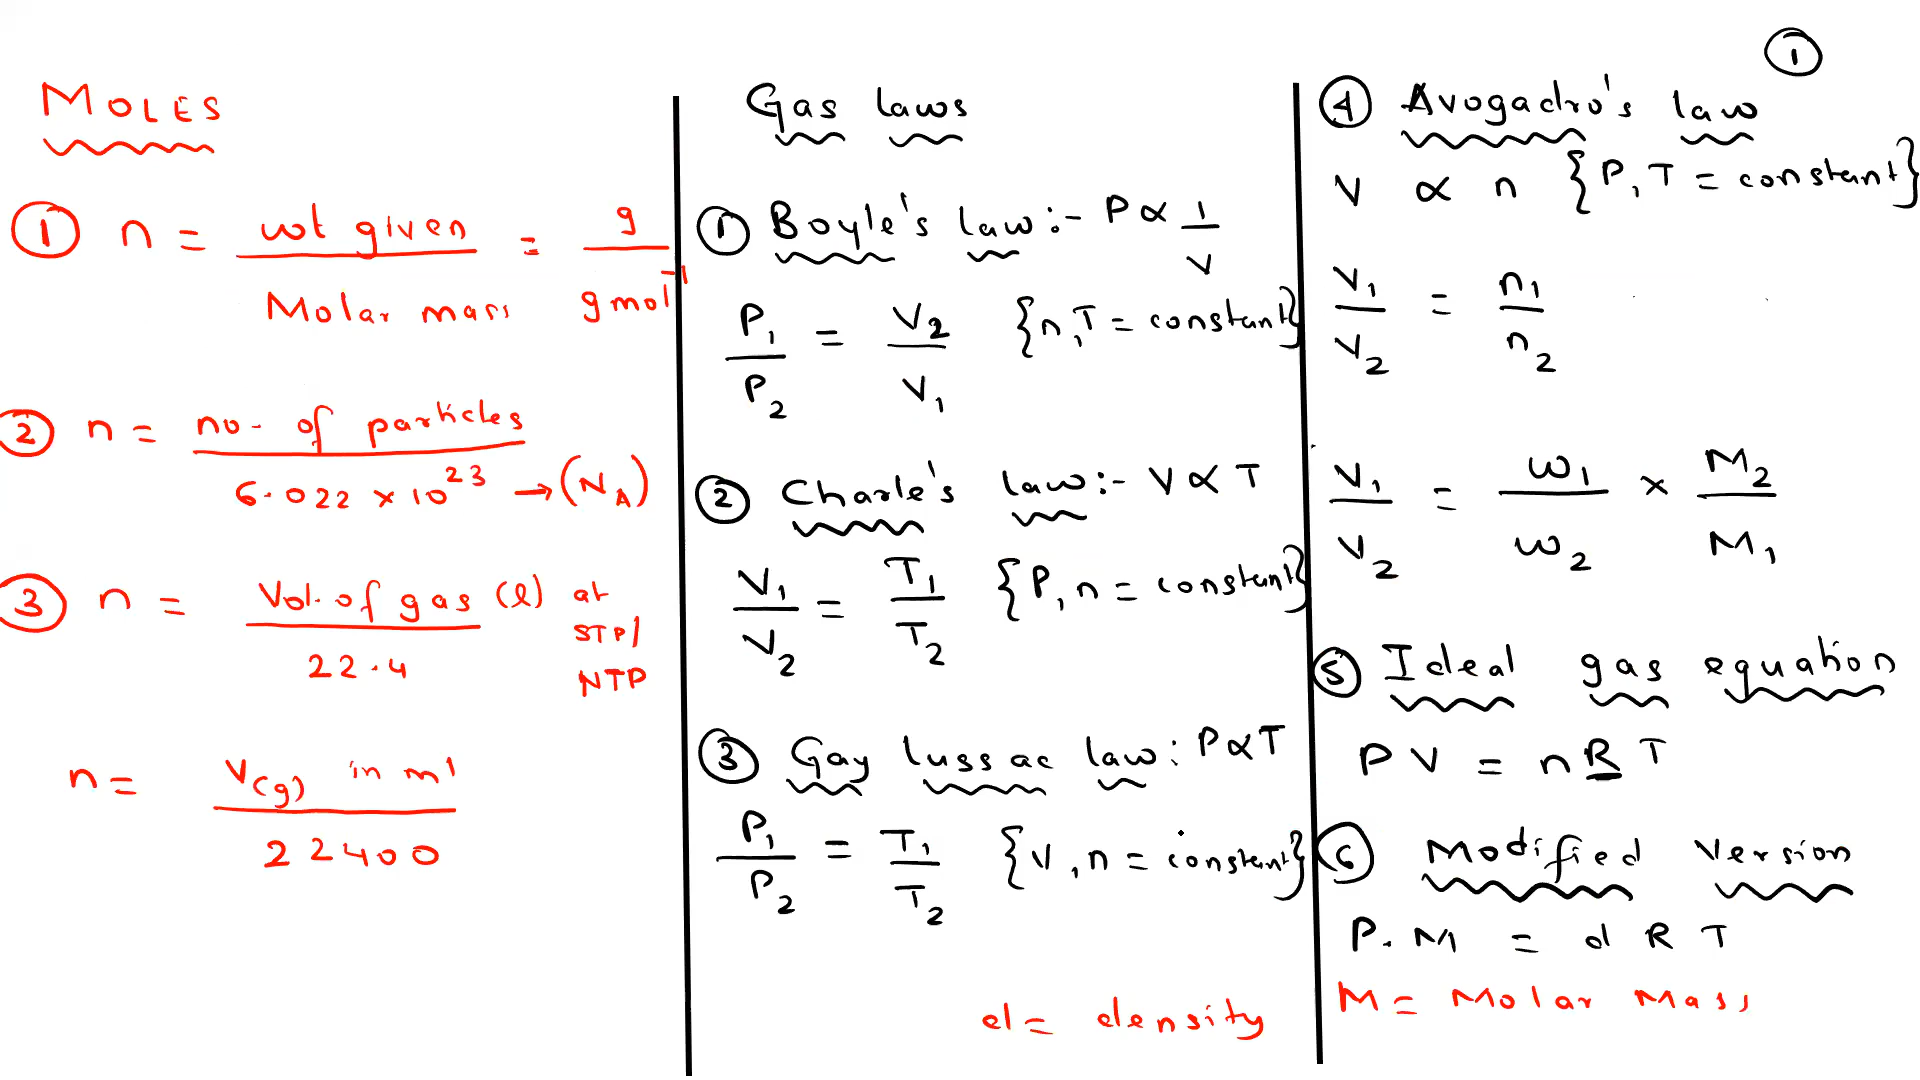 MOLES
① n = wt given / Molar mass = g / g mol⁻¹
② n = no. of particles / 6.022 × 10²³ → (N_A)
③ n = Vol. of gas (l) at STP/ NTP / 22.4
n = V(g) in ml / 22400
Gas laws
① Boyle's law :- P ∝ 1/V
P₁/P₂ = V₂/V₁ {n, T = constant}
② Charle's law :- V ∝ T
V₁/V₂ = T₁/T₂ {P, n = constant}
③ Gay lussac law : P ∝ T
P₁/P₂ = T₁/T₂ {V, n = constant}
d = density
①
④ Avogadro's law
V ∝ n {P, T = constant}
V₁/V₂ = n₁/n₂
V₁/V₂ = w₁/w₂ × M₂/M₁
⑤ Ideal gas equation
PV = nRT
⑥ Modified Version
P.M = dRT
M = Molar Mass